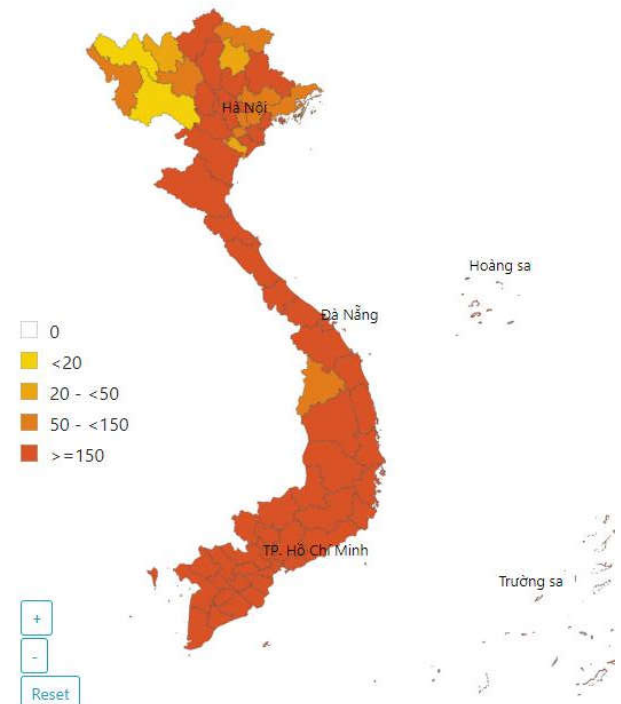 Hà Nội
Hoàng sa
Đà Nẵng
0
<20
20 - <50
50 - <150
>=150
TP. Hồ Chí Minh
Trường sa
+
-
Reset